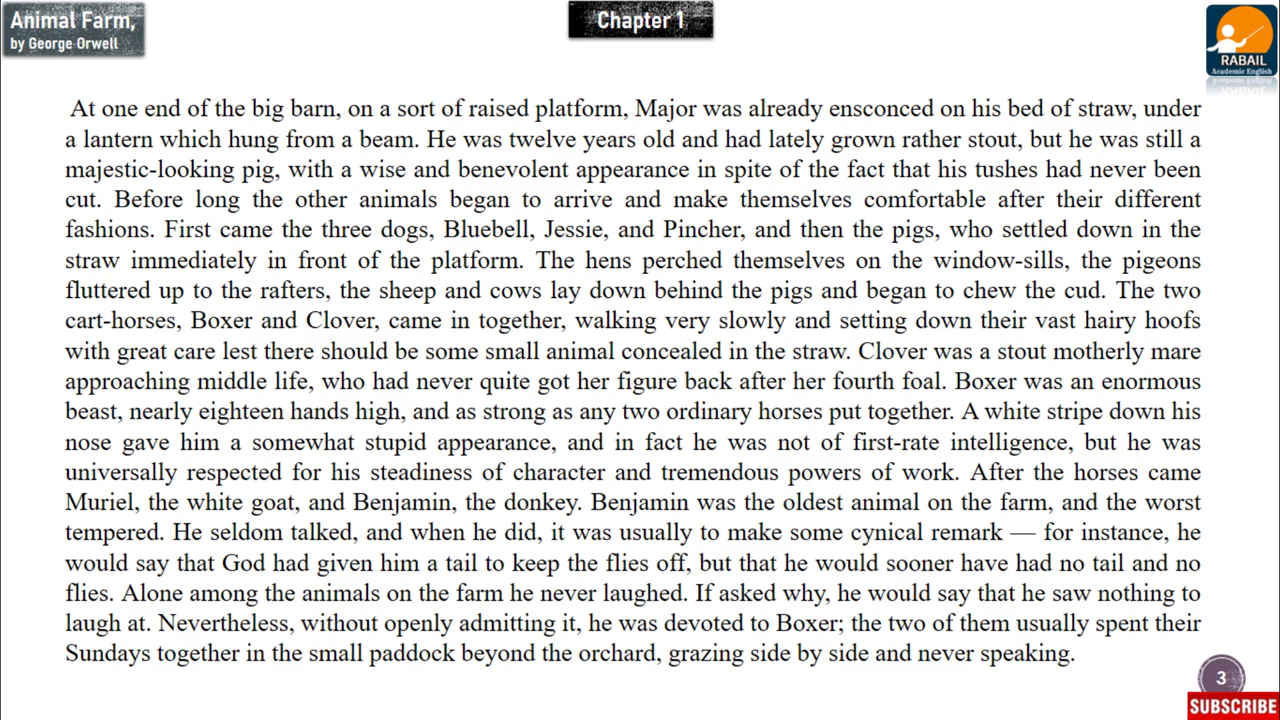 Animal Farm,
by George Orwell
Chapter 1
RABAIL
Academic English
At one end of the big barn, on a sort of raised platform, Major was already ensconced on his bed of straw, under
a lantern which hung from a beam. He was twelve years old and had lately grown rather stout, but he was still a
majestic-looking pig, with a wise and benevolent appearance in spite of the fact that his tushes had never been
cut. Before long the other animals began to arrive and make themselves comfortable after their different
fashions. First came the three dogs, Bluebell, Jessie, and Pincher, and then the pigs, who settled down in the
straw immediately in front of the platform. The hens perched themselves on the window-sills, the pigeons
fluttered up to the rafters, the sheep and cows lay down behind the pigs and began to chew the cud. The two
cart-horses, Boxer and Clover, came in together, walking very slowly and setting down their vast hairy hoofs
with great care lest there should be some small animal concealed in the straw. Clover was a stout motherly mare
approaching middle life, who had never quite got her figure back after her fourth foal. Boxer was an enormous
beast, nearly eighteen hands high, and as strong as any two ordinary horses put together. A white stripe down his
nose gave him a somewhat stupid appearance, and in fact he was not of first-rate intelligence, but he was
universally respected for his steadiness of character and tremendous powers of work. After the horses came
Muriel, the white goat, and Benjamin, the donkey. Benjamin was the oldest animal on the farm, and the worst
tempered. He seldom talked, and when he did, it was usually to make some cynical remark — for instance, he
would say that God had given him a tail to keep the flies off, but that he would sooner have had no tail and no
flies. Alone among the animals on the farm he never laughed. If asked why, he would say that he saw nothing to
laugh at. Nevertheless, without openly admitting it, he was devoted to Boxer; the two of them usually spent their
Sundays together in the small paddock beyond the orchard, grazing side by side and never speaking.
3
SUBSCRIBE